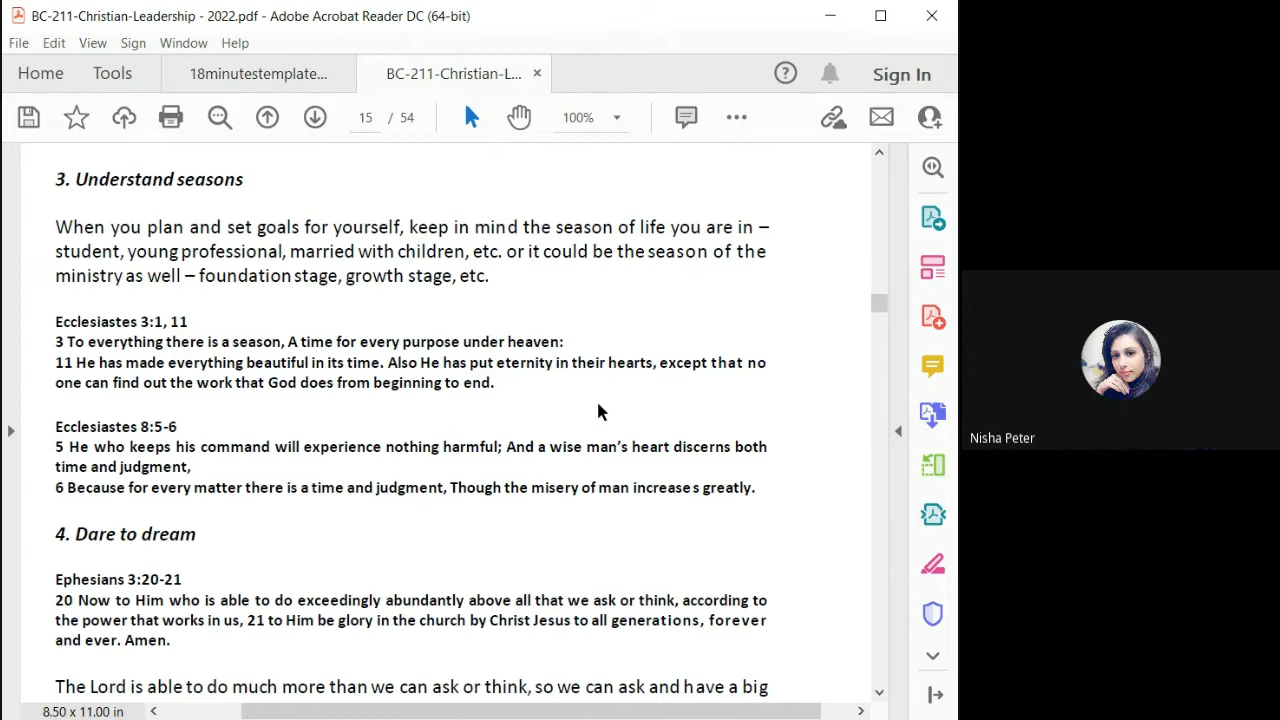 BC-211-Christian-Leadership - 2022.pdf - Adobe Acrobat Reader DC (64-bit)
File Edit View Sign Window Help
Home Tools 18minutestemplate... BC-211-Christian-L... × ? Sign In
15 / 54 100%
3. Understand seasons
When you plan and set goals for yourself, keep in mind the season of life you are in –
student, young professional, married with children, etc. or it could be the season of the
ministry as well – foundation stage, growth stage, etc.
Ecclesiastes 3:1, 11
3 To everything there is a season, A time for every purpose under heaven:
11 He has made everything beautiful in its time. Also He has put eternity in their hearts, except that no
one can find out the work that God does from beginning to end.
Ecclesiastes 8:5-6
5 He who keeps his command will experience nothing harmful; And a wise man's heart discerns both
time and judgment,
6 Because for every matter there is a time and judgment, Though the misery of man increases greatly.
4. Dare to dream
Ephesians 3:20-21
20 Now to Him who is able to do exceedingly abundantly above all that we ask or think, according to
the power that works in us, 21 to Him be glory in the church by Christ Jesus to all generations, forever
and ever. Amen.
The Lord is able to do much more than we can ask or think, so we can ask and have a big
8.50 x 11.00 in
Nisha Peter